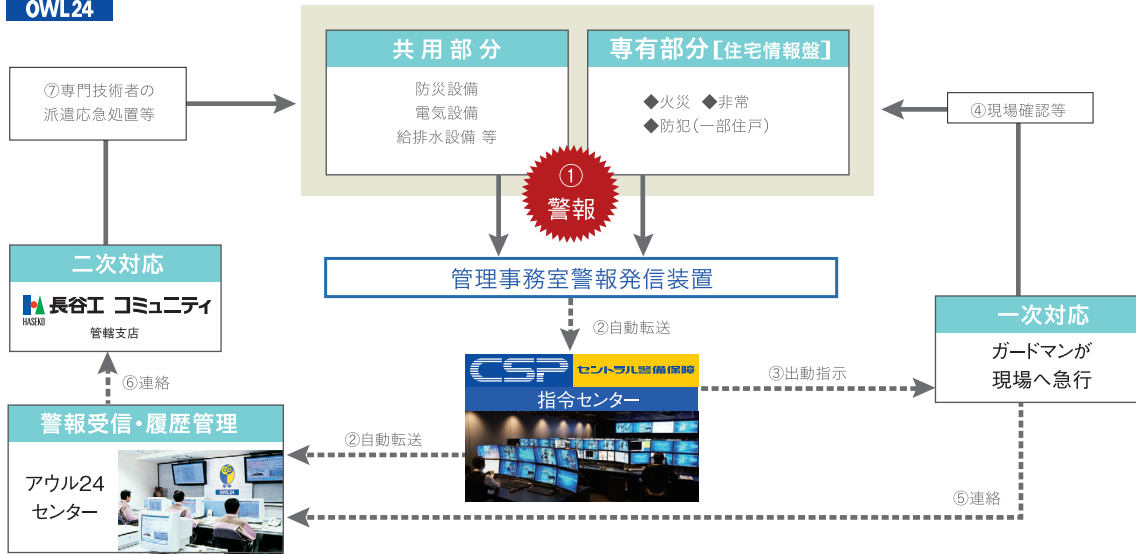 OWL24
共用部分
防災設備
電気設備
給排水設備 等
専有部分[住宅情報盤]
◆火災 ◆非常
◆防犯(一部住戸)
①
警報
⑦専門技術者の
派遣応急処置等
④現場確認等
管理事務室警報発信装置
二次対応
HASEKO
長谷工 コミュニティ
管轄支店
②自動転送
一次対応
ガードマンが
現場へ急行
CSP
セントラル警備保障
指令センター
③出動指示
⑥連絡
警報受信・履歴管理
アウル24
センター
OWL24
②自動転送
⑤連絡